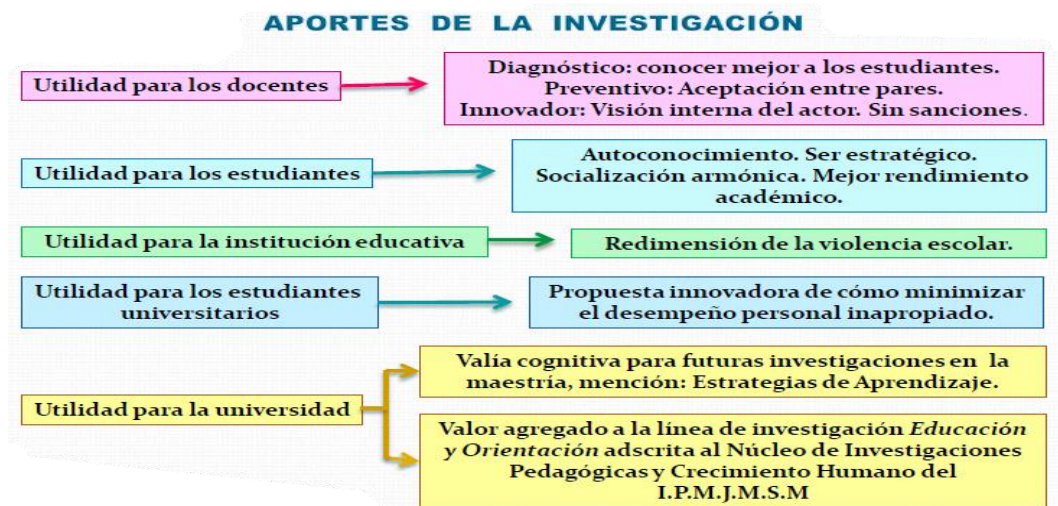 APORTES DE LA INVESTIGACIÓN
Utilidad para los docentes
Diagnóstico: conocer mejor a los estudiantes.
Preventivo: Aceptación entre pares.
Innovador: Visión interna del actor. Sin sanciones.
Utilidad para los estudiantes
Autoconocimiento. Ser estratégico.
Socialización armónica. Mejor rendimiento
académico.
Utilidad para la institución educativa
Redimensión de la violencia escolar.
Utilidad para los estudiantes
universitarios
Propuesta innovadora de cómo minimizar
el desempeño personal inapropiado.
Utilidad para la universidad
Valía cognitiva para futuras investigaciones en la
maestría, mención: Estrategias de Aprendizaje.
Valor agregado a la línea de investigación Educación
y Orientación adscrita al Núcleo de Investigaciones
Pedagógicas y Crecimiento Humano del
I.P.M.J.M.S.M